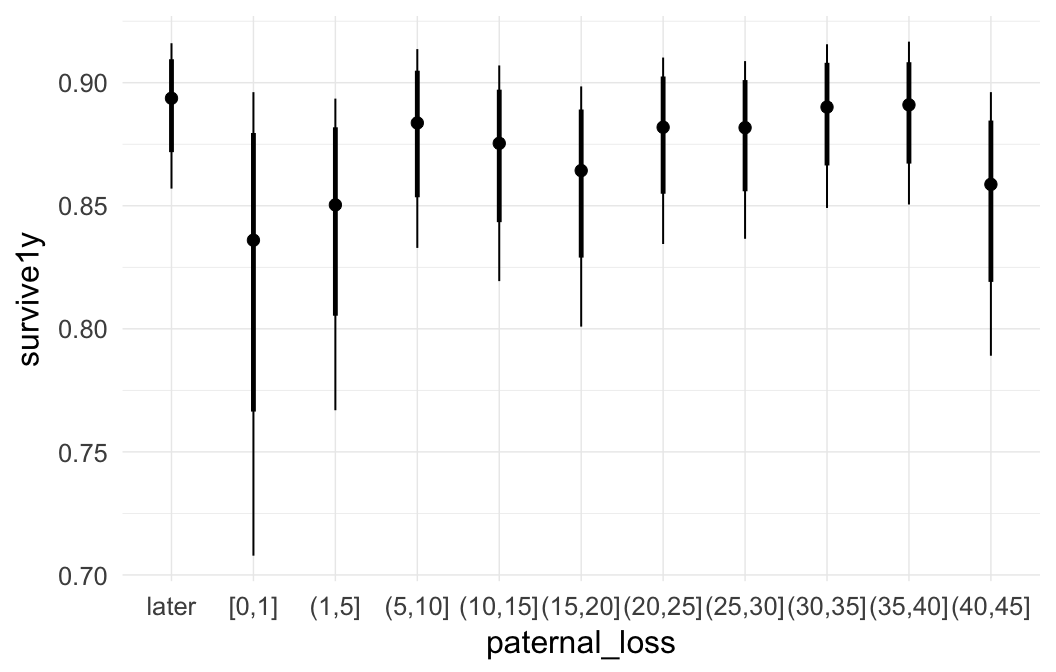 0.90
0.85
0.80
0.75
0.70
survive1y
later [0,1] (1,5] (5,10] (10,15] (15,20] (20,25] (25,30] (30,35] (35,40] (40,45]
paternal_loss